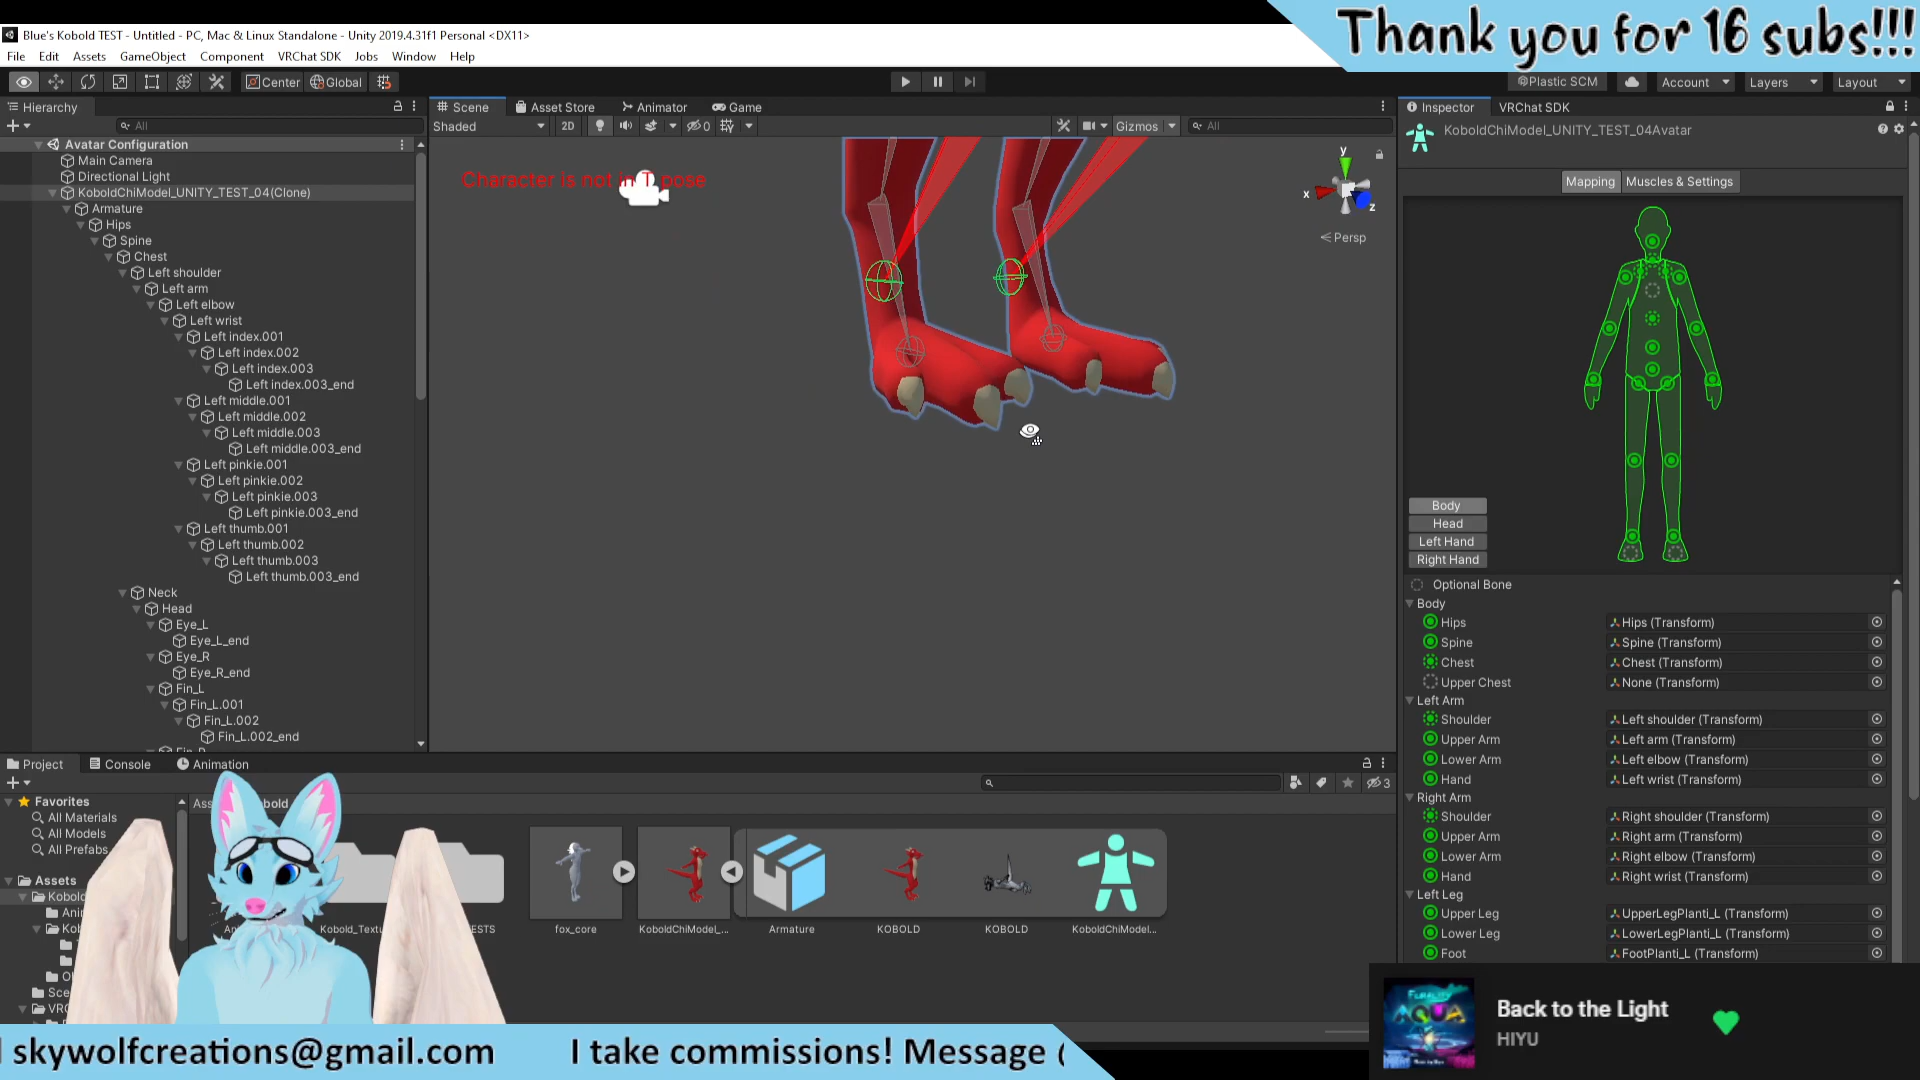 Thank you for 16 subs!!!
Blue's Kobold TEST - Untitled - PC, Mac & Linux Standalone - Unity 2019.4.31f1 Personal <DX11>
File Edit Assets GameObject Component VRChat SDK Jobs Window Help
Center Global
Plastic SCM Account Layers Layout
Hierarchy
All
Avatar Configuration
Main Camera
Directional Light
KoboldChiModel_UNITY_TEST_04(Clone)
Armature
Hips
Spine
Chest
Left shoulder
Left arm
Left elbow
Left wrist
Left index.001
Left index.002
Left index.003
Left index.003_end
Left middle.001
Left middle.002
Left middle.003
Left middle.003_end
Left pinkie.001
Left pinkie.002
Left pinkie.003
Left pinkie.003_end
Left thumb.001
Left thumb.002
Left thumb.003
Left thumb.003_end
Neck
Head
Eye_L
Eye_L_end
Eye_R
Eye_R_end
Fin_L
Fin_L.001
Fin_L.002
Fin_L.002_end
Scene Asset Store Animator Game
Shaded 2D 0 Gizmos All
Character is not in T pose
y
x
z
Persp
Inspector VRChat SDK
KoboldChiModel_UNITY_TEST_04Avatar
Mapping Muscles & Settings
Body
Head
Left Hand
Right Hand
Optional Bone
Body
Hips Hips (Transform)
Spine Spine (Transform)
Chest Chest (Transform)
Upper Chest None (Transform)
Left Arm
Shoulder Left shoulder (Transform)
Upper Arm Left arm (Transform)
Lower Arm Left elbow (Transform)
Hand Left wrist (Transform)
Right Arm
Shoulder Right shoulder (Transform)
Upper Arm Right arm (Transform)
Lower Arm Right elbow (Transform)
Hand Right wrist (Transform)
Left Leg
Upper Leg UpperLegPlanti_L (Transform)
Lower Leg LowerLegPlanti_L (Transform)
Foot FootPlanti_L (Transform)
Project Console Animation
3
Favorites
All Materials
All Models
All Prefabs
Assets
Kobold
fox_core
KoboldChiModel_...
Armature
KOBOLD
KOBOLD
KoboldChiModel...
AQUA
Back to the Light
HIYU
skywolfcreations@gmail.com I take commissions! Message